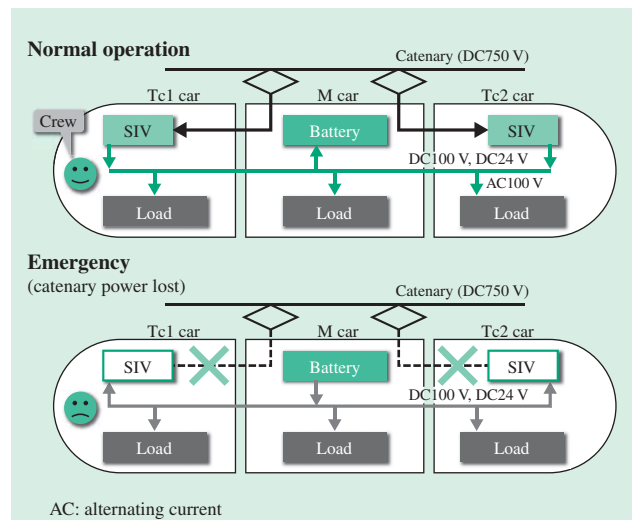 Normal operation
Catenary (DC750 V)
Tc1 car
M car
Tc2 car
Crew
SIV
Battery
SIV
DC100 V, DC24 V
AC100 V
Load
Load
Load
Emergency
(catenary power lost)
Catenary (DC750 V)
Tc1 car
M car
Tc2 car
SIV
Battery
SIV
DC100 V, DC24 V
Load
Load
Load
AC: alternating current